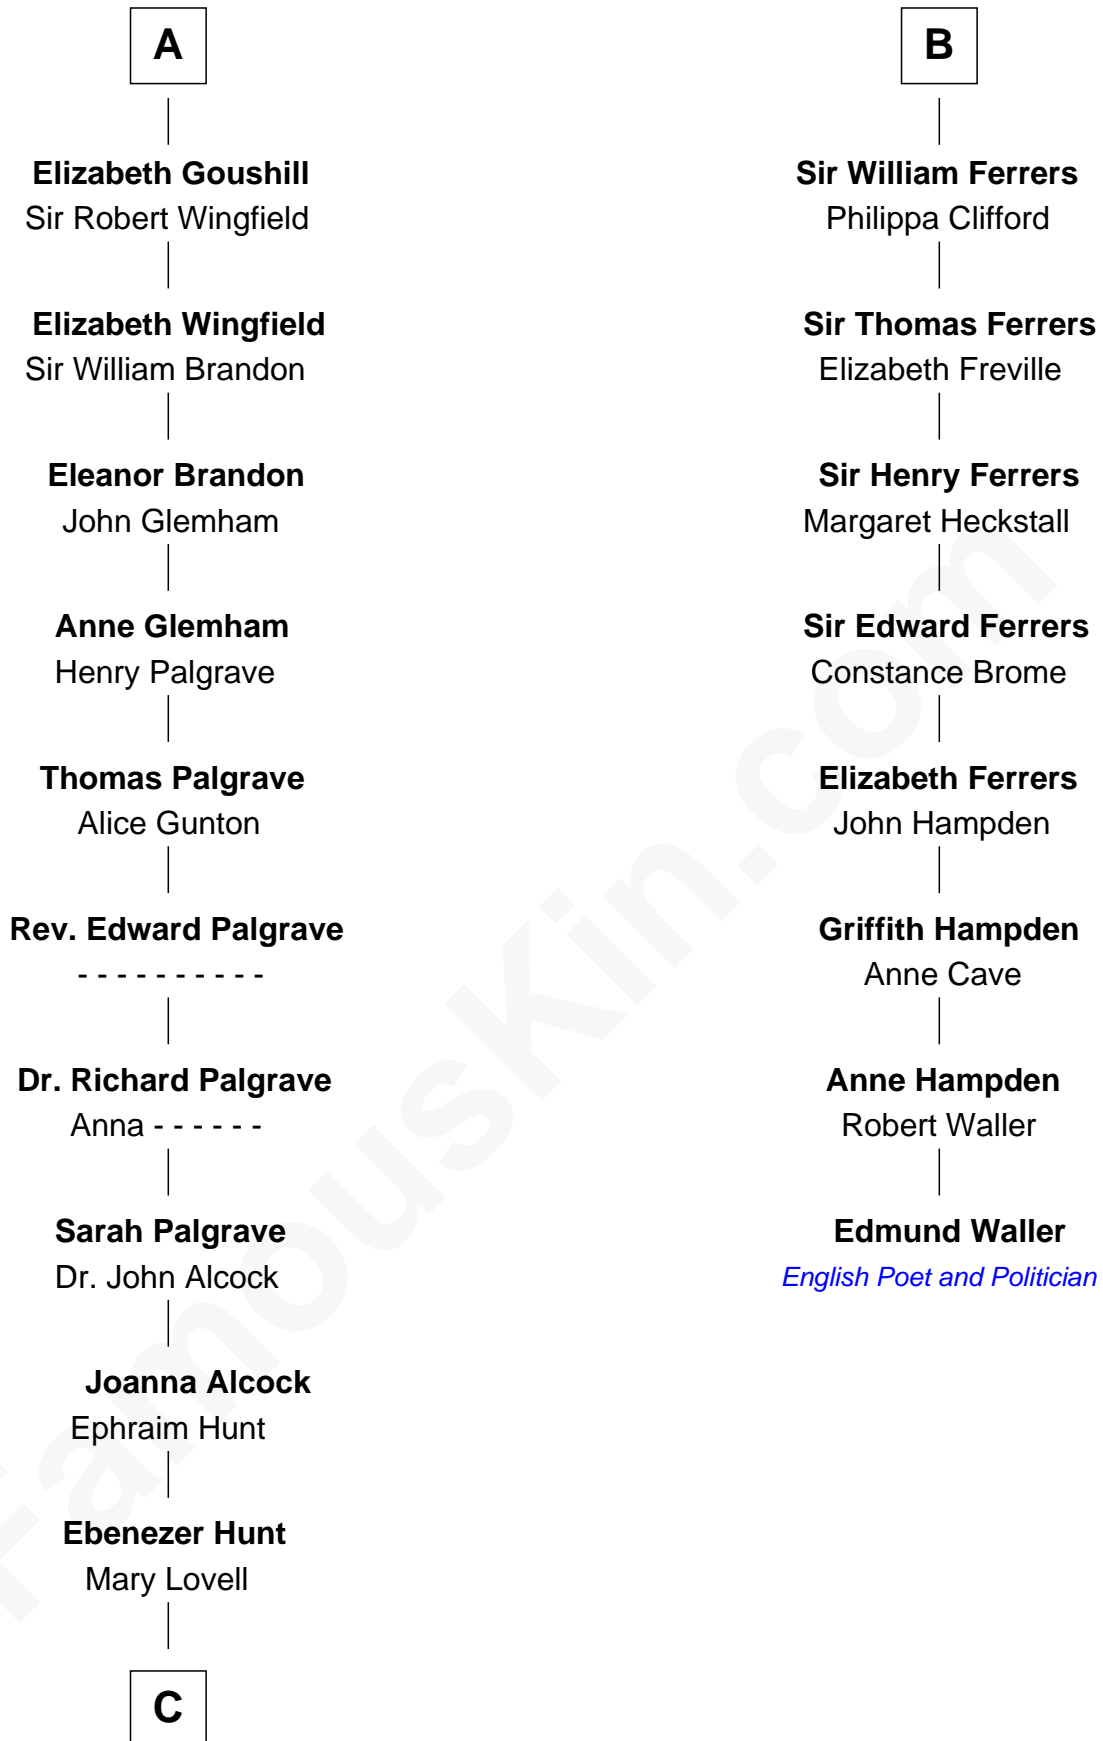 A
Elizabeth Goushill
Sir Robert Wingfield
Elizabeth Wingfield
Sir William Brandon
Eleanor Brandon
John Glemham
Anne Glemham
Henry Palgrave
Thomas Palgrave
Alice Gunton
Rev. Edward Palgrave
- - - - - - - - - -
Dr. Richard Palgrave
Anna - - - - - -
Sarah Palgrave
Dr. John Alcock
Joanna Alcock
Ephraim Hunt
Ebenezer Hunt
Mary Lovell
C
B
Sir William Ferrers
Philippa Clifford
Sir Thomas Ferrers
Elizabeth Freville
Sir Henry Ferrers
Margaret Heckstall
Sir Edward Ferrers
Constance Brome
Elizabeth Ferrers
John Hampden
Griffith Hampden
Anne Cave
Anne Hampden
Robert Waller
Edmund Waller
English Poet and Politician
FamousKin.com